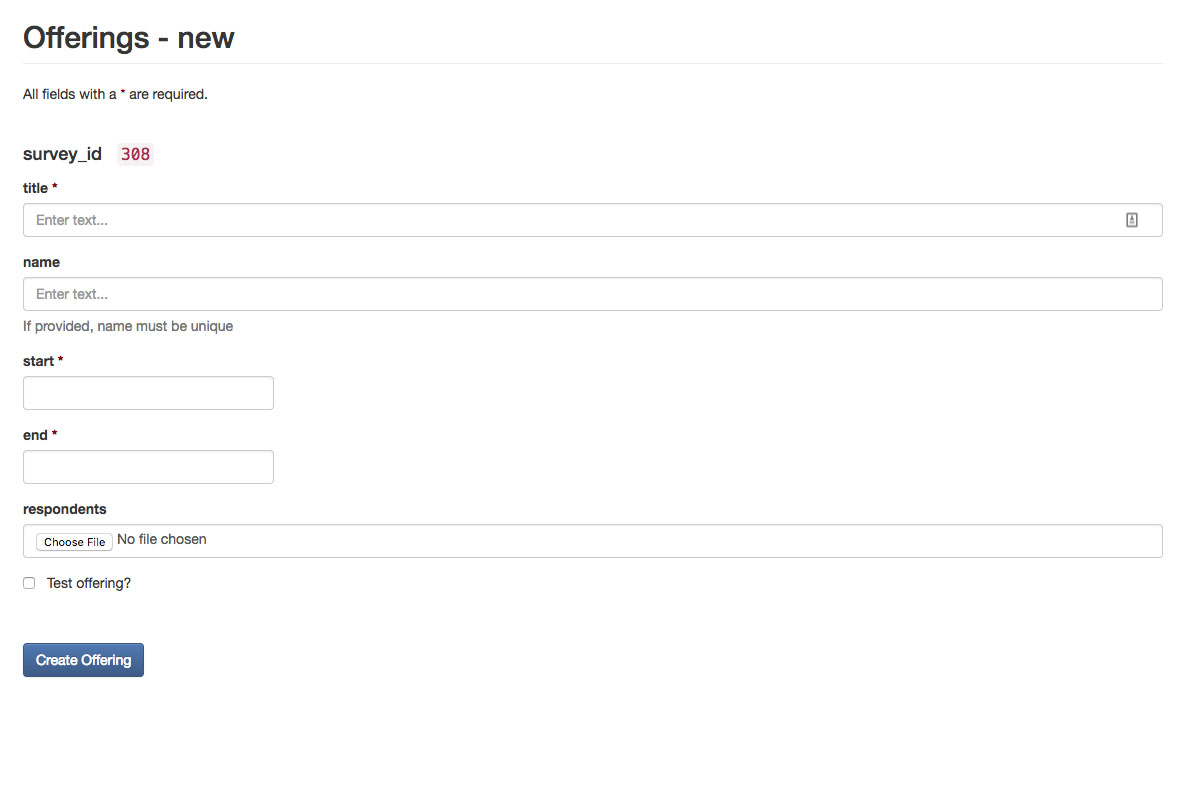 Offerings - new
All fields with a * are required.
survey_id 308
title *
Enter text...
name
Enter text...
If provided, name must be unique
start *
end *
respondents
Choose File No file chosen
Test offering?
Create Offering